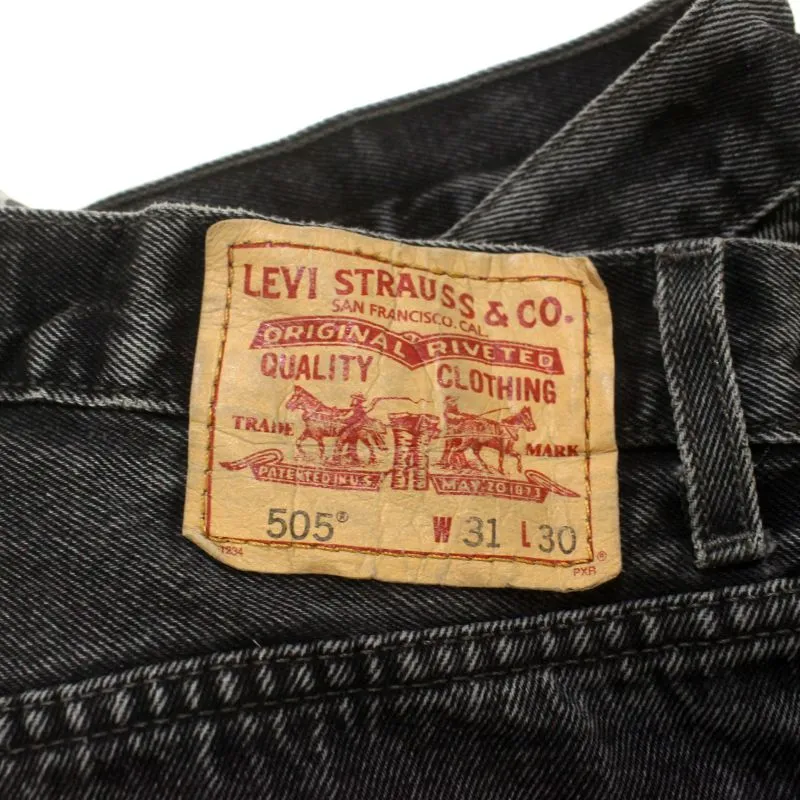 LEVI STRAUSS & CO.
SAN FRANCISCO, CAL.
ORIGINAL RIVETED
QUALITY CLOTHING
TRADE MARK
PATENTED IN U.S. MAY 20 1873
505® W 31 L 30
1234 PXR ®